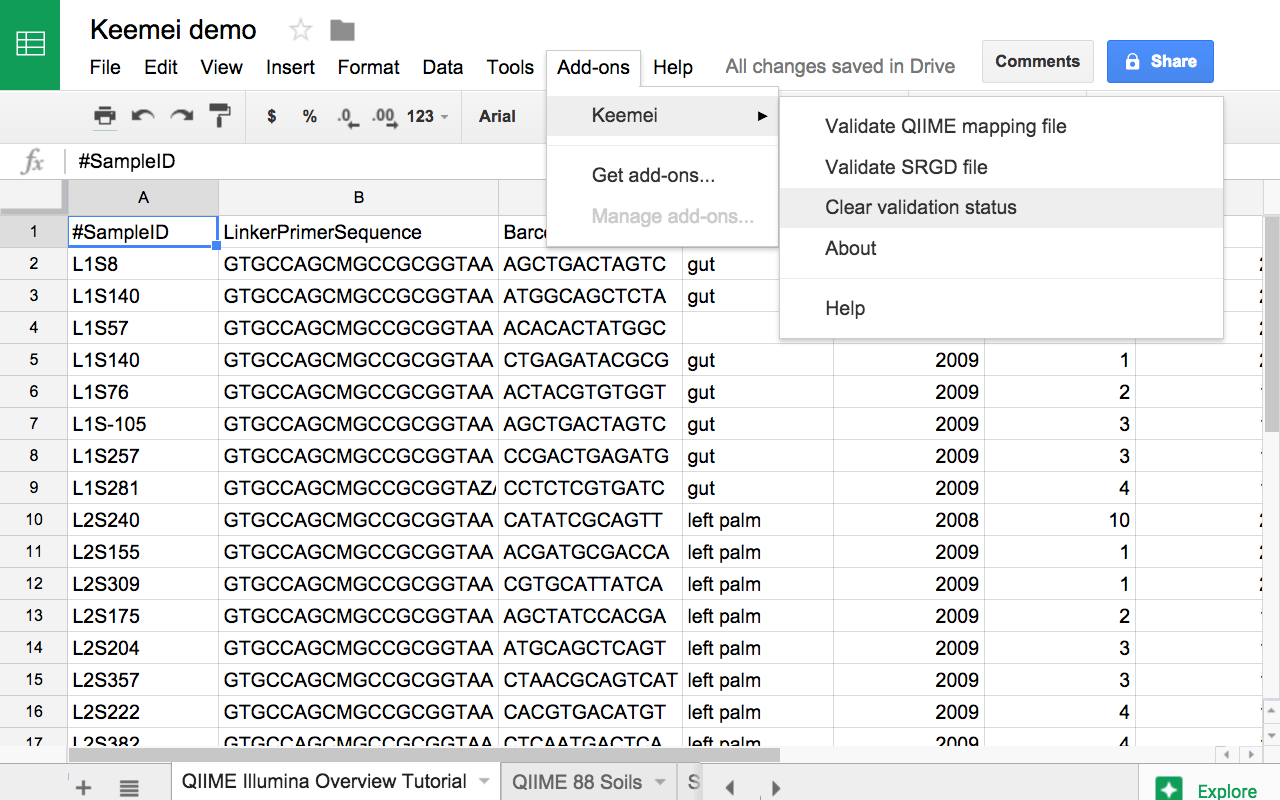 Keemei demo
File Edit View Insert Format Data Tools Add-ons Help All changes saved in Drive Comments Share
$ % .0 .00 123 Arial
Keemei
Get add-ons...
Manage add-ons...
Validate QIIME mapping file
Validate SRGD file
Clear validation status
About
Help
fx #SampleID
A B
1 #SampleID LinkerPrimerSequence
2 L1S8 GTGCCAGCMGCCGCGGTAA AGCTGACTAGTC gut
3 L1S140 GTGCCAGCMGCCGCGGTAA ATGGCAGCTCTA gut
4 L1S57 GTGCCAGCMGCCGCGGTAA ACACACTATGGC
5 L1S140 GTGCCAGCMGCCGCGGTAA CTGAGATACGCG gut 2009 1
6 L1S76 GTGCCAGCMGCCGCGGTAA ACTACGTGTGGT gut 2009 2
7 L1S-105 GTGCCAGCMGCCGCGGTAA AGCTGACTAGTC gut 2009 3
8 L1S257 GTGCCAGCMGCCGCGGTAA CCGACTGAGATG gut 2009 3
9 L1S281 GTGCCAGCMGCCGCGGTAZA CCTCTCGTGATC gut 2009 4
10 L2S240 GTGCCAGCMGCCGCGGTAA CATATCGCAGTT left palm 2008 10
11 L2S155 GTGCCAGCMGCCGCGGTAA ACGATGCGACCA left palm 2009 1
12 L2S309 GTGCCAGCMGCCGCGGTAA CGTGCATTATCA left palm 2009 1
13 L2S175 GTGCCAGCMGCCGCGGTAA AGCTATCCACGA left palm 2009 2
14 L2S204 GTGCCAGCMGCCGCGGTAA ATGCAGCTCAGT left palm 2009 3
15 L2S357 GTGCCAGCMGCCGCGGTAA CTAACGCAGTCAT left palm 2009 3
16 L2S222 GTGCCAGCMGCCGCGGTAA CACGTGACATGT left palm 2009 4
17 L2S382 GTGCCAGCMGCCGCGGTAA CTCAATGACTCA left palm 2009 4
QIIME Illumina Overview Tutorial QIIME 88 Soils Explore